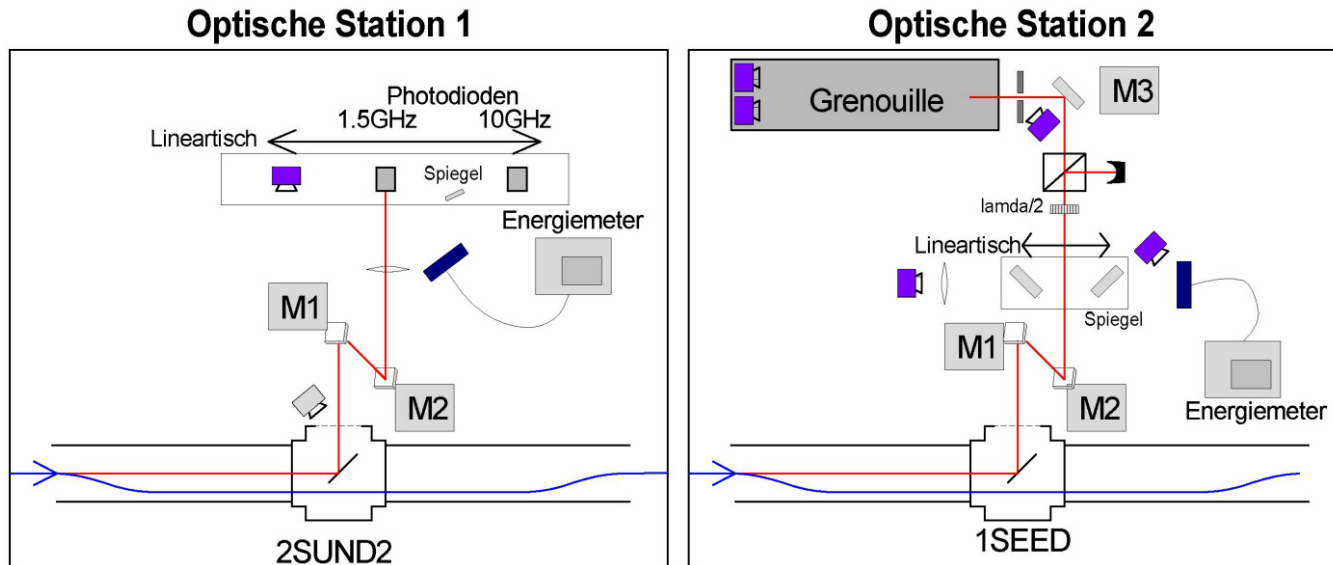 Optische Station 1
Photodioden
1.5GHz
10GHz
Lineartisch
Spiegel
Energiemeter
M1
M2
2SUND2
Optische Station 2
Grenouille
M3
lamda/2
Lineartisch
Spiegel
M1
M2
Energiemeter
1SEED